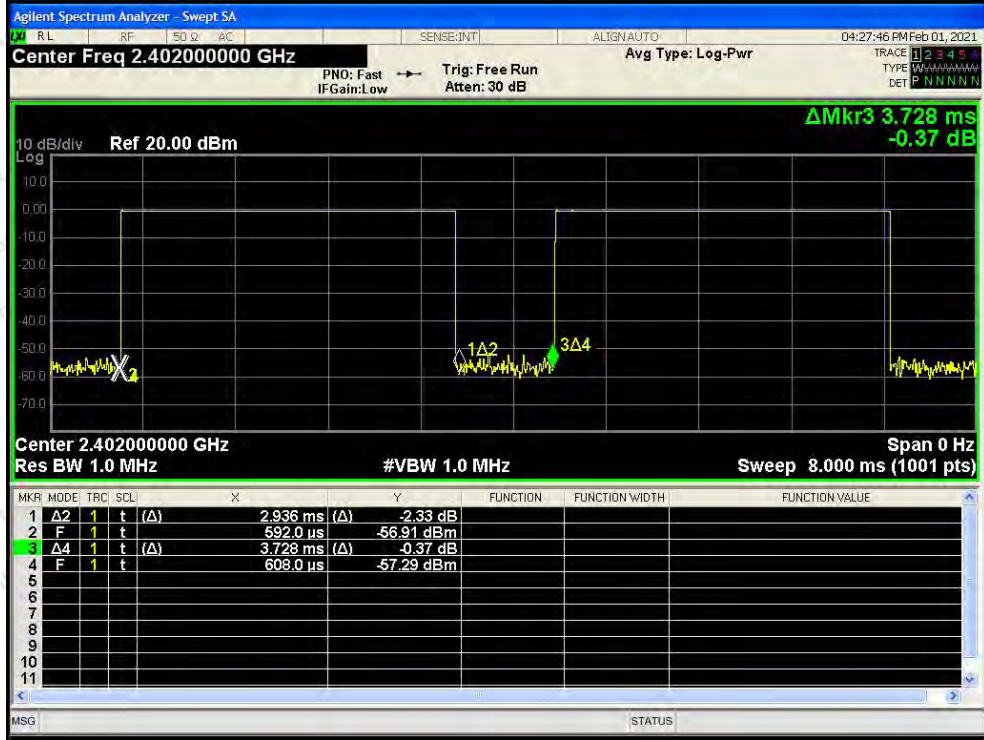 Agilent Spectrum Analyzer - Swept SA
LXI RL RF 50 Ω AC SENSE:INT ALIGNAUTO 04:27:46 PM Feb 01, 2021
Center Freq 2.402000000 GHz Avg Type: Log-Pwr TRACE 1 2 3 4 5 6
PNO: Fast Trig: Free Run TYPE WWWWWW
IFGain:Low Atten: 30 dB DET P N N N N N
ΔMkr3 3.728 ms
10 dB/div Ref 20.00 dBm -0.37 dB
Log
10.0
0.00
-10.0
-20.0
-30.0
-40.0
-50.0 1Δ2 3Δ4
-60.0
-70.0
Center 2.402000000 GHz Span 0 Hz
Res BW 1.0 MHz #VBW 1.0 MHz Sweep 8.000 ms (1001 pts)
MKR MODE TRC SCL X Y FUNCTION FUNCTION WIDTH FUNCTION VALUE
1 Δ2 1 t (Δ) 2.936 ms (Δ) -2.33 dB
2 F 1 t 592.0 µs -56.91 dBm
3 Δ4 1 t (Δ) 3.728 ms (Δ) -0.37 dB
4 F 1 t 608.0 µs -57.29 dBm
5
6
7
8
9
10
11
MSG STATUS